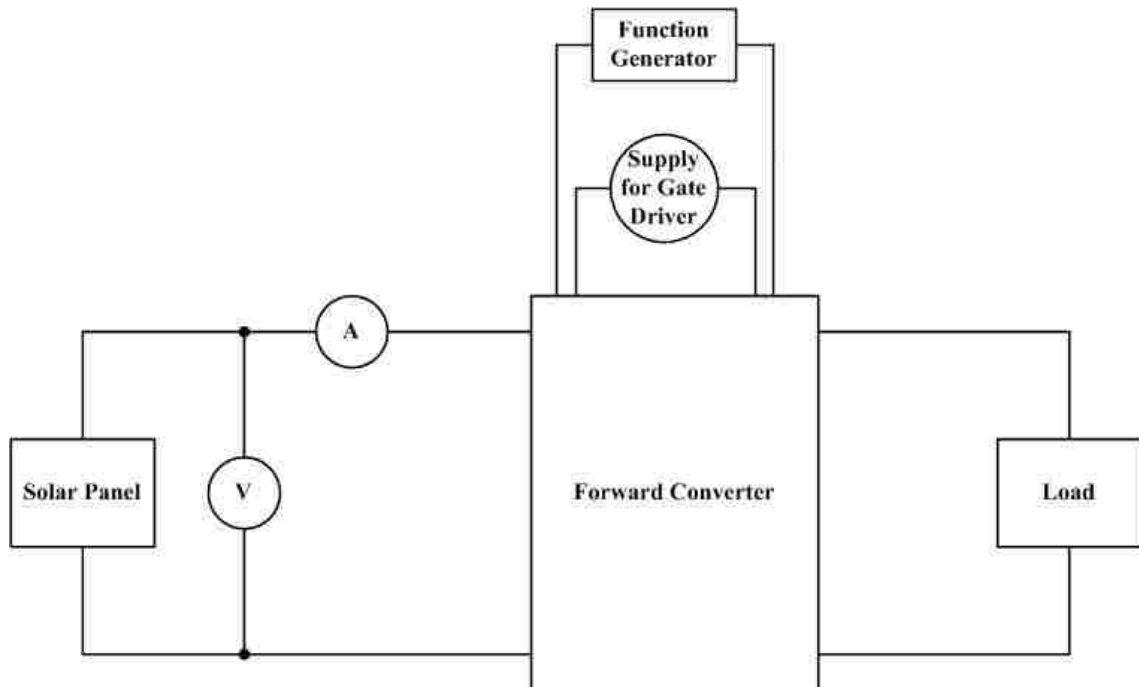 Function
Generator
Supply
for Gate
Driver
A
Solar Panel
V
Forward Converter
Load